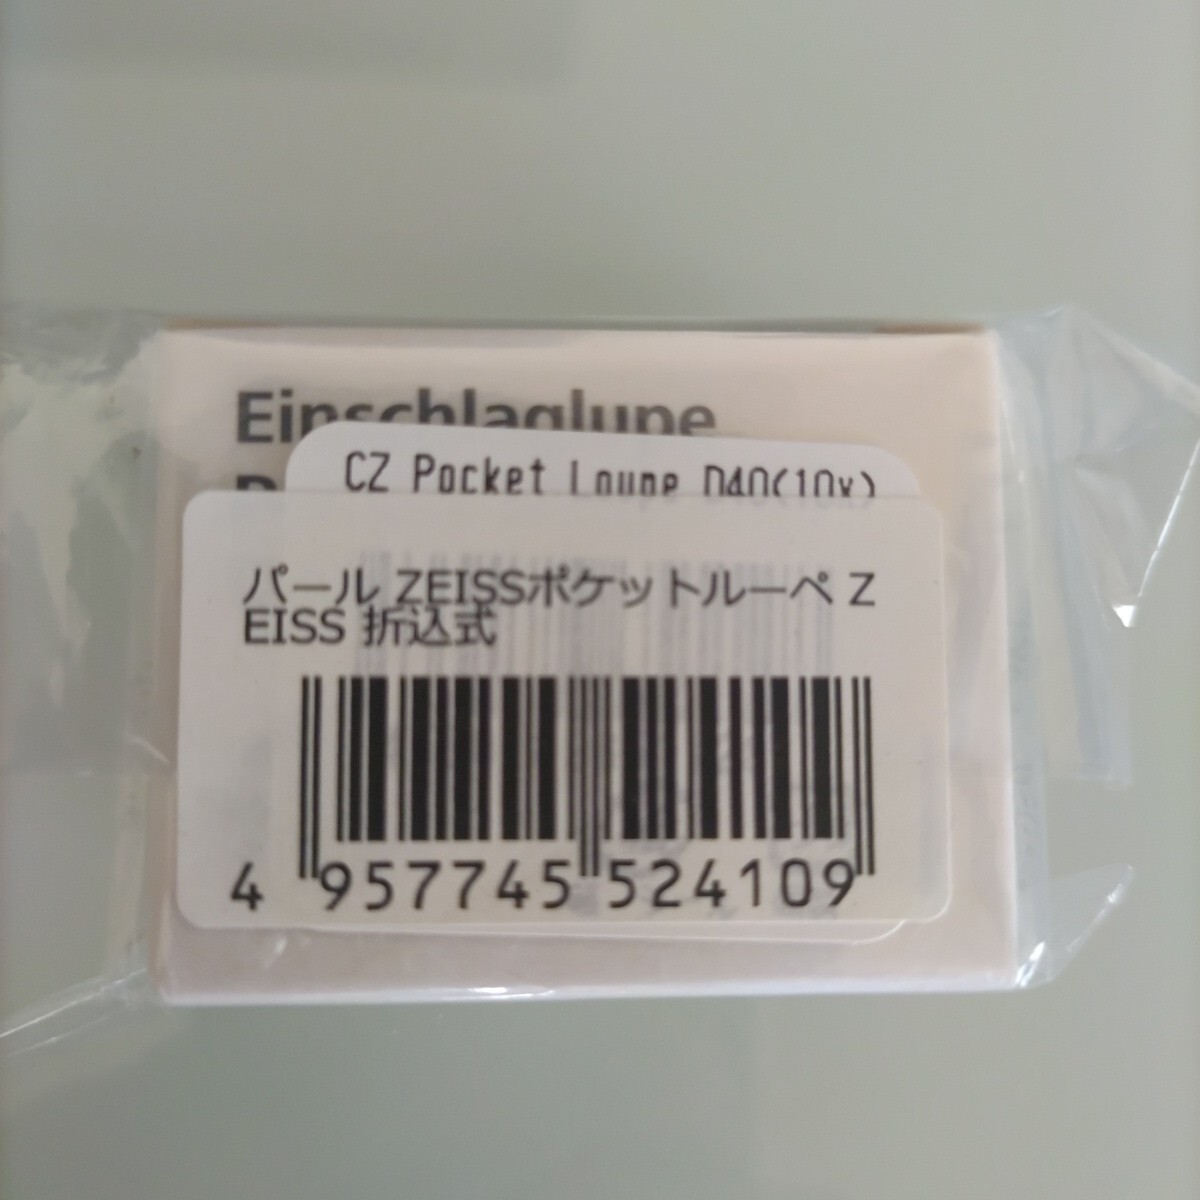 Einschlaglupe
CZ Pocket Loupe D40(10x)
パール ZEISSポケットルーペ Z
EISS 折込式
4 957745 524109